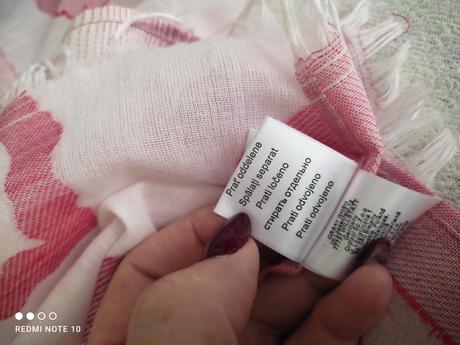 Prať oddelene
Spălați separat
Prati ločeno
стирать отдельно
Prati odvojeno
Prati odvojeno
REDMI NOTE 10